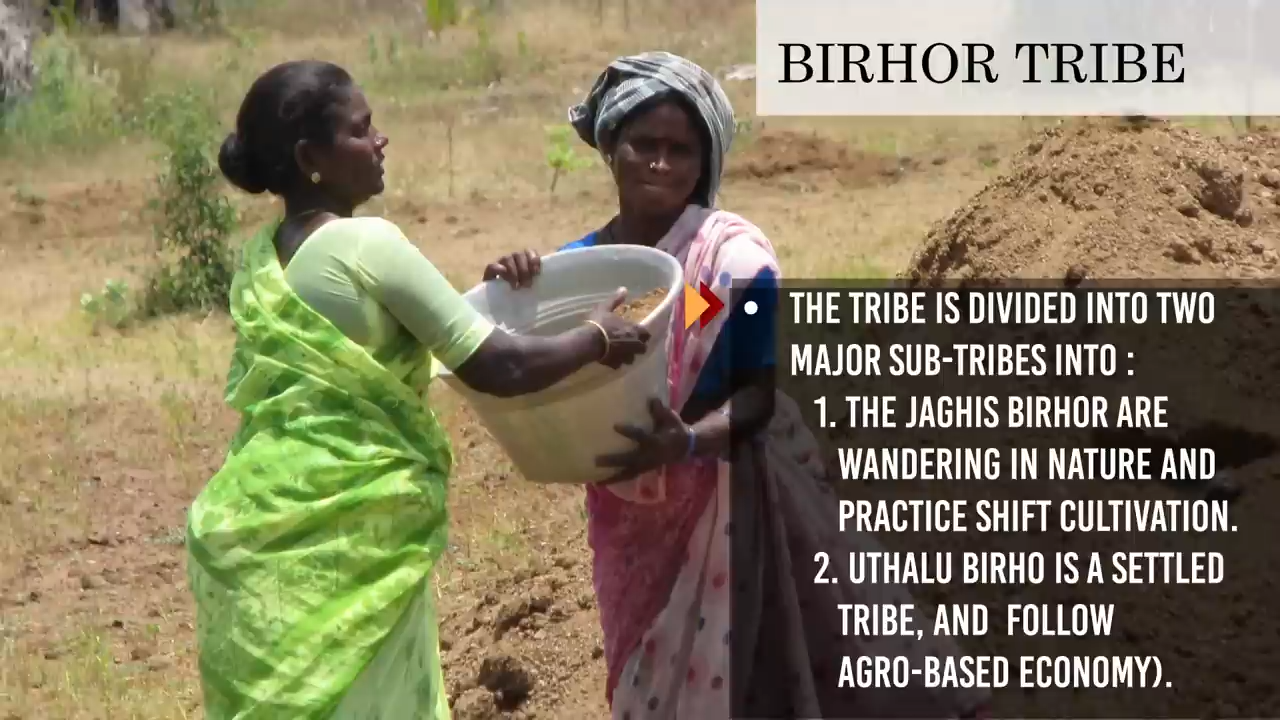 BIRHOR TRIBE
• THE TRIBE IS DIVIDED INTO TWO
MAJOR SUB-TRIBES INTO :
1. THE JAGHIS BIRHOR ARE
WANDERING IN NATURE AND
PRACTICE SHIFT CULTIVATION.
2. UTHALU BIRHO IS A SETTLED
TRIBE, AND FOLLOW
AGRO-BASED ECONOMY).